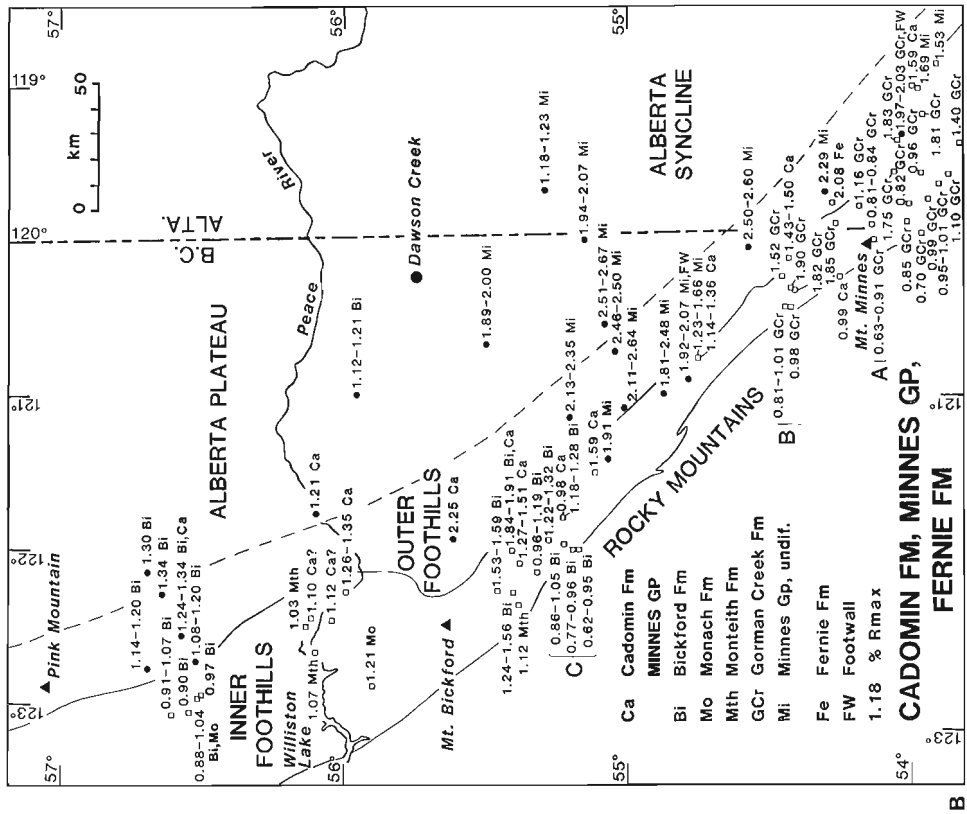 B
57°
56°
55°
54°
119°
120°
121°
122°
123°
57°
56°
55°
121°
123°
0 km 50
B.C. ALTA.
Pink Mountain
ALBERTA PLATEAU
Peace River
Dawson Creek
ALBERTA SYNCLINE
INNER FOOTHILLS
OUTER FOOTHILLS
Williston Lake
Mt. Bickford
ROCKY MOUNTAINS
Mt. Minnes
A
B
C
1.14–1.20 Bi
1.30 Bi
1.34 Bi
0.91–1.07 Bi
1.24–1.34 Bi,Ca
0.90 Bi
1.08–1.20 Bi
0.97 Bi
0.88–1.04 Bi,Mo
1.03 Mth
1.10 Ca?
1.12 Ca?
1.07 Mth
1.26–1.35 Ca
1.21 Ca
1.21 Mo
1.12–1.21 Bi
2.25 Ca
1.89–2.00 Mi
1.18–1.23 Mi
1.94–2.07 Mi
1.53–1.59 Bi
1.84–1.91 Bi,Ca
1.27–1.51 Ca
1.24–1.56 Bi
1.12 Mth
0.96–1.19 Bi
1.22–1.32 Bi
0.98 Ca
1.18–1.28 Bi
0.86–1.05 Bi
0.77–0.96 Bi
0.62–0.95 Bi
2.13–2.35 Mi
1.59 Ca
1.91 Mi
2.51–2.67 Mi
2.46–2.50 Mi
2.11–2.64 Mi
1.81–2.48 Mi
1.92–2.07 Mi,FW
1.23–1.66 Mi
1.14–1.36 Ca
2.50–2.60 Mi
1.52 GCr
1.43–1.50 Ca
1.90 GCr
0.81–1.01 GCr
0.98 GCr
1.82 GCr
1.85 GCr
2.29 Mi
2.08 Fe
0.99 Ca
1.16 GCr
0.81–0.84 GCr
0.63–0.91 GCr
1.75 GCr
1.83 GCr
0.82 GCr
1.97–2.03 GCr,FW
0.85 GCr
0.96 GCr
1.59 Ca
1.69 Mi
0.70 GCr
0.99 GCr
1.81 GCr
1.53 Mi
0.95–1.01 GCr
1.10 GCr
1.40 GCr
Ca Cadomin Fm
MINNES GP
Bi Bickford Fm
Mo Monach Fm
Mth Monteith Fm
GCr Gorman Creek Fm
Mi Minnes Gp, undif.
Fe Fernie Fm
FW Footwall
1.18 % Rmax
CADOMIN FM, MINNES GP,
FERNIE FM